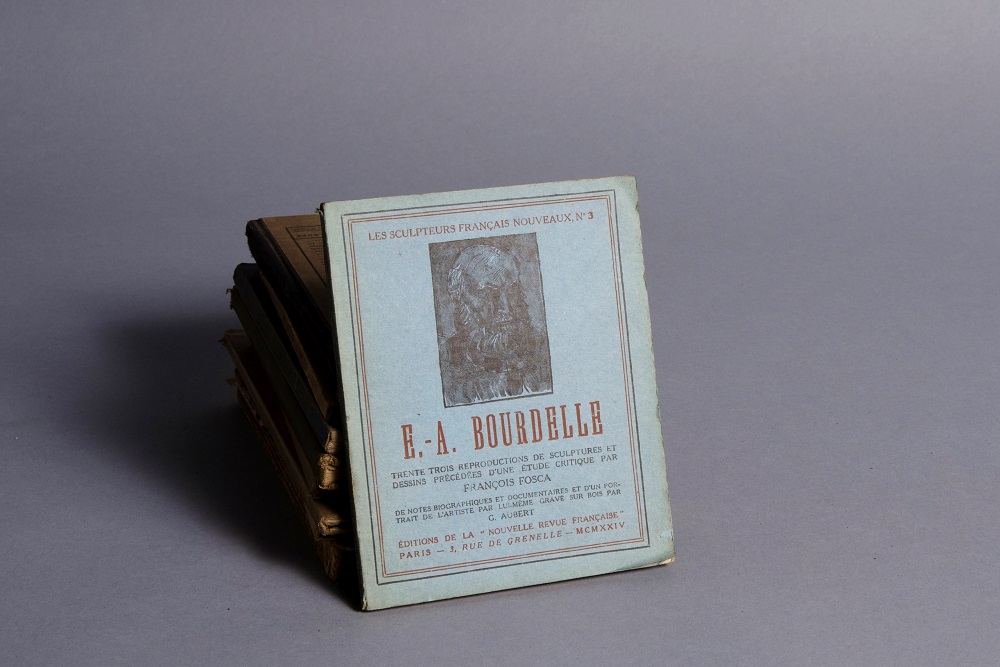 LES SCULPTEURS FRANÇAIS NOUVEAUX, Nº 3
E.-A. BOURDELLE
TRENTE TROIS REPRODUCTIONS DE SCULPTURES ET
DESSINS PRÉCÉDÉES D'UNE ÉTUDE CRITIQUE PAR
FRANÇOIS FOSCA
DE NOTES BIOGRAPHIQUES ET DOCUMENTAIRES ET D'UN POR-
TRAIT DE L'ARTISTE PAR LUI-MÊME GRAVÉ SUR BOIS PAR
G. AUBERT
ÉDITIONS DE LA "NOUVELLE REVUE FRANÇAISE"
PARIS — 3, RUE DE GRENELLE — MCMXXIV